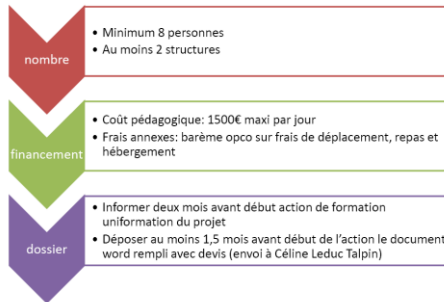 nombre
• Minimum 8 personnes
• Au moins 2 structures
financement
• Coût pédagogique: 1500€ maxi par jour
• Frais annexes: barème opco sur frais de déplacement, repas et
hébergement
dossier
• Informer deux mois avant début action de formation
uniformation du projet
• Déposer au moins 1,5 mois avant début de l'action le document
word rempli avec devis (envoi à Céline Leduc Talpin)